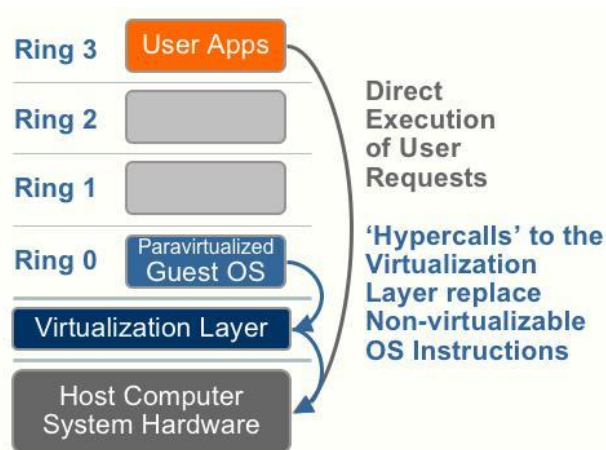 Ring 3
User Apps
Ring 2
Ring 1
Ring 0
Paravirtualized
Guest OS
Virtualization Layer
Host Computer
System Hardware
Direct
Execution
of User
Requests
‘Hypercalls’ to the
Virtualization
Layer replace
Non-virtualizable
OS Instructions